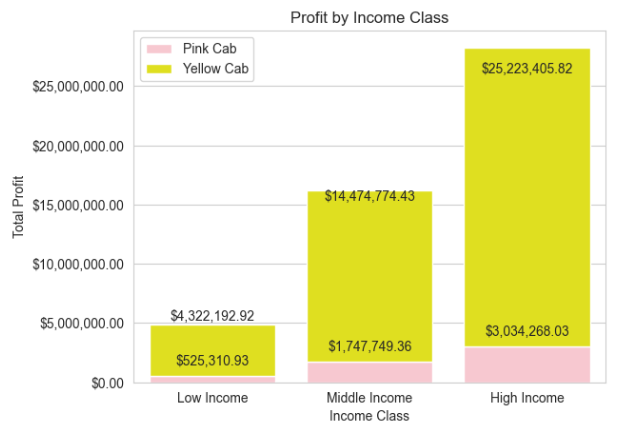 Profit by Income Class
Pink Cab
Yellow Cab
$25,223,405.82
$25,000,000.00
$20,000,000.00
$14,474,774.43
$15,000,000.00
$10,000,000.00
$4,322,192.92
$5,000,000.00
$3,034,268.03
$1,747,749.36
$525,310.93
$0.00
Total Profit
Low Income
Middle Income
High Income
Income Class